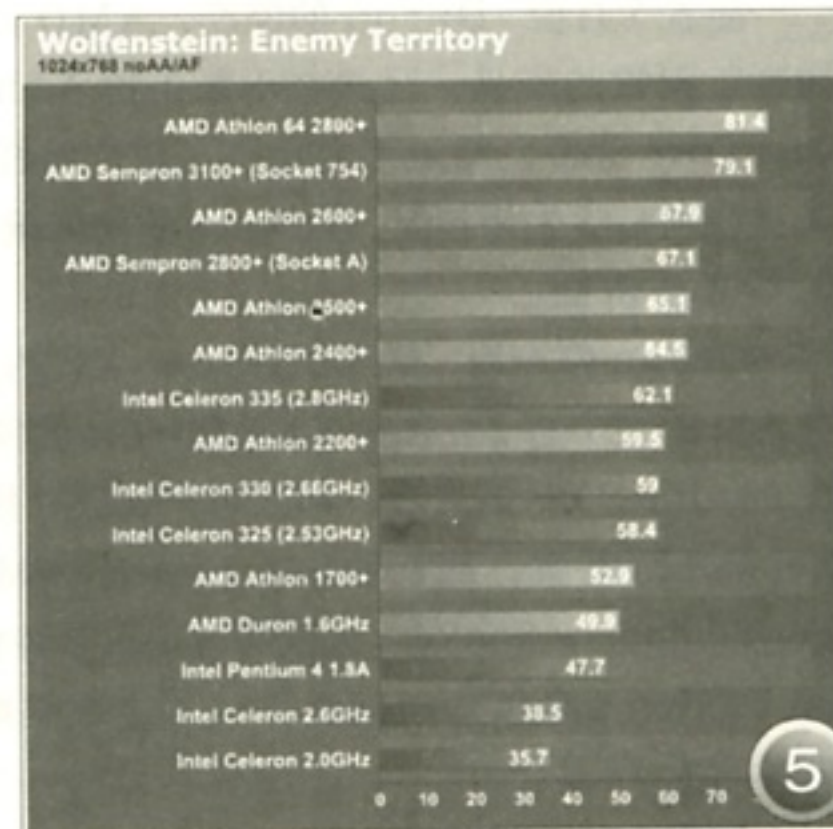 Wolfenstein: Enemy Territory
1024x768 noAA/AF
AMD Athlon 64 2800+ 81.4
AMD Sempron 3100+ (Socket 754) 79.1
AMD Athlon 2600+ 67.9
AMD Sempron 2800+ (Socket A) 67.1
AMD Athlon 2500+ 65.1
AMD Athlon 2400+ 64.5
Intel Celeron 335 (2.8GHz) 62.1
AMD Athlon 2200+ 59.5
Intel Celeron 330 (2.66GHz) 59
Intel Celeron 325 (2.53GHz) 58.4
AMD Athlon 1700+ 52.9
AMD Duron 1.6GHz 49.9
Intel Pentium 4 1.8A 47.7
Intel Celeron 2.6GHz 38.5
Intel Celeron 2.0GHz 35.7
0 10 20 30 40 50 60 70
5